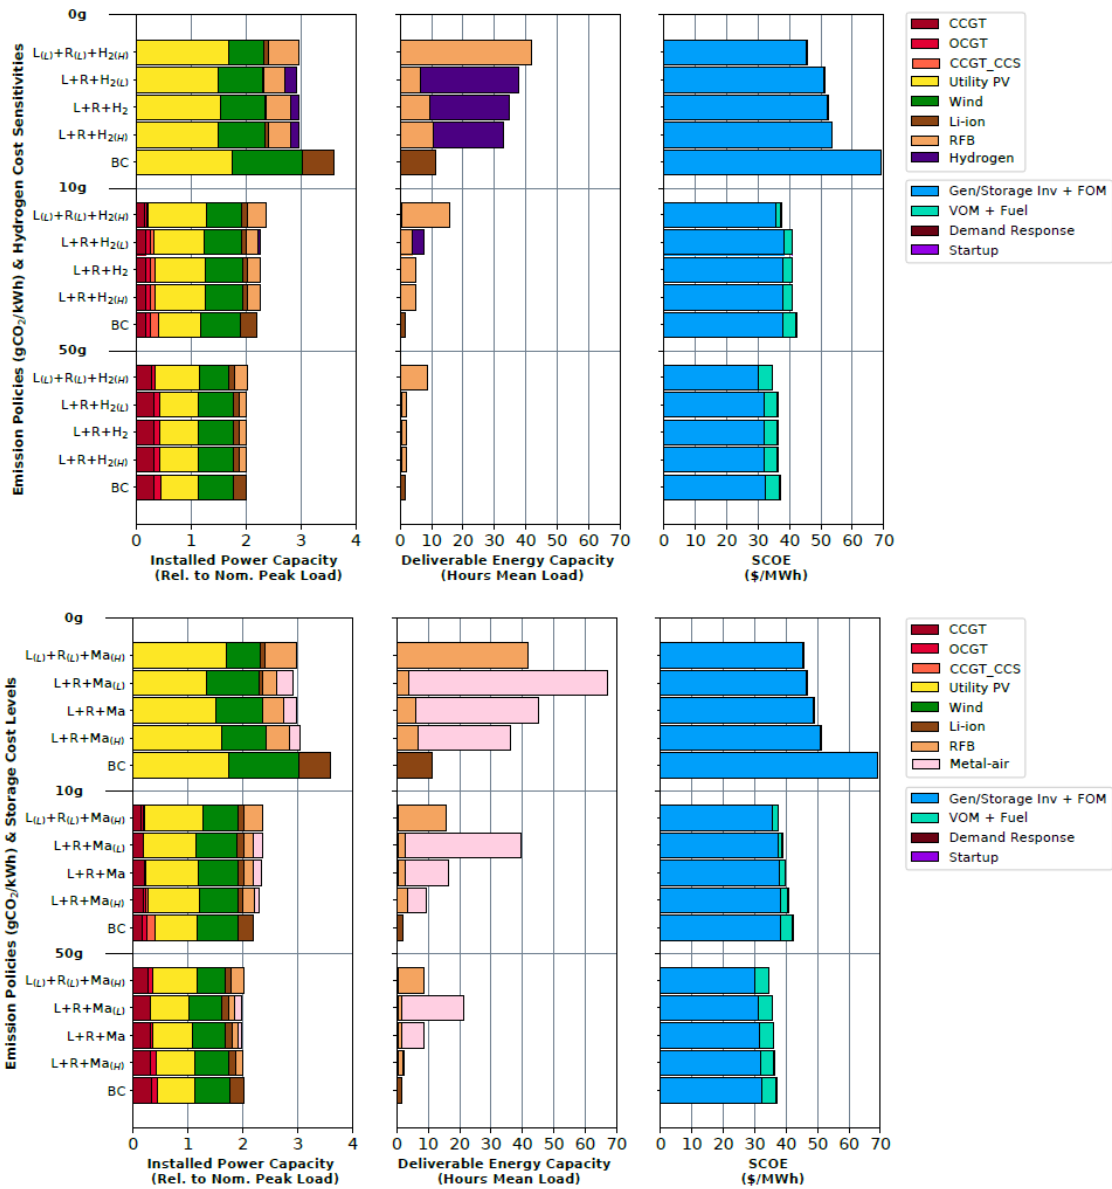 0g
L(L)+R(L)+H2(H)
L+R+H2(L)
L+R+H2
L+R+H2(H)
BC
10g
L(L)+R(L)+H2(H)
L+R+H2(L)
L+R+H2
L+R+H2(H)
BC
50g
L(L)+R(L)+H2(H)
L+R+H2(L)
L+R+H2
L+R+H2(H)
BC
Emission Policies (gCO2/kWh) & Hydrogen Cost Sensitivities
0 1 2 3 4
Installed Power Capacity
(Rel. to Nom. Peak Load)
0 10 20 30 40 50 60 70
Deliverable Energy Capacity
(Hours Mean Load)
0 10 20 30 40 50 60 70
SCOE
($/MWh)
CCGT
OCGT
CCGT_CCS
Utility PV
Wind
Li-ion
RFB
Hydrogen
Gen/Storage Inv + FOM
VOM + Fuel
Demand Response
Startup
0g
L(L)+R(L)+Ma(H)
L+R+Ma(L)
L+R+Ma
L+R+Ma(H)
BC
10g
L(L)+R(L)+Ma(H)
L+R+Ma(L)
L+R+Ma
L+R+Ma(H)
BC
50g
L(L)+R(L)+Ma(H)
L+R+Ma(L)
L+R+Ma
L+R+Ma(H)
BC
Emission Policies (gCO2/kWh) & Storage Cost Levels
0 1 2 3 4
Installed Power Capacity
(Rel. to Nom. Peak Load)
0 10 20 30 40 50 60 70
Deliverable Energy Capacity
(Hours Mean Load)
0 10 20 30 40 50 60 70
SCOE
($/MWh)
CCGT
OCGT
CCGT_CCS
Utility PV
Wind
Li-ion
RFB
Metal-air
Gen/Storage Inv + FOM
VOM + Fuel
Demand Response
Startup